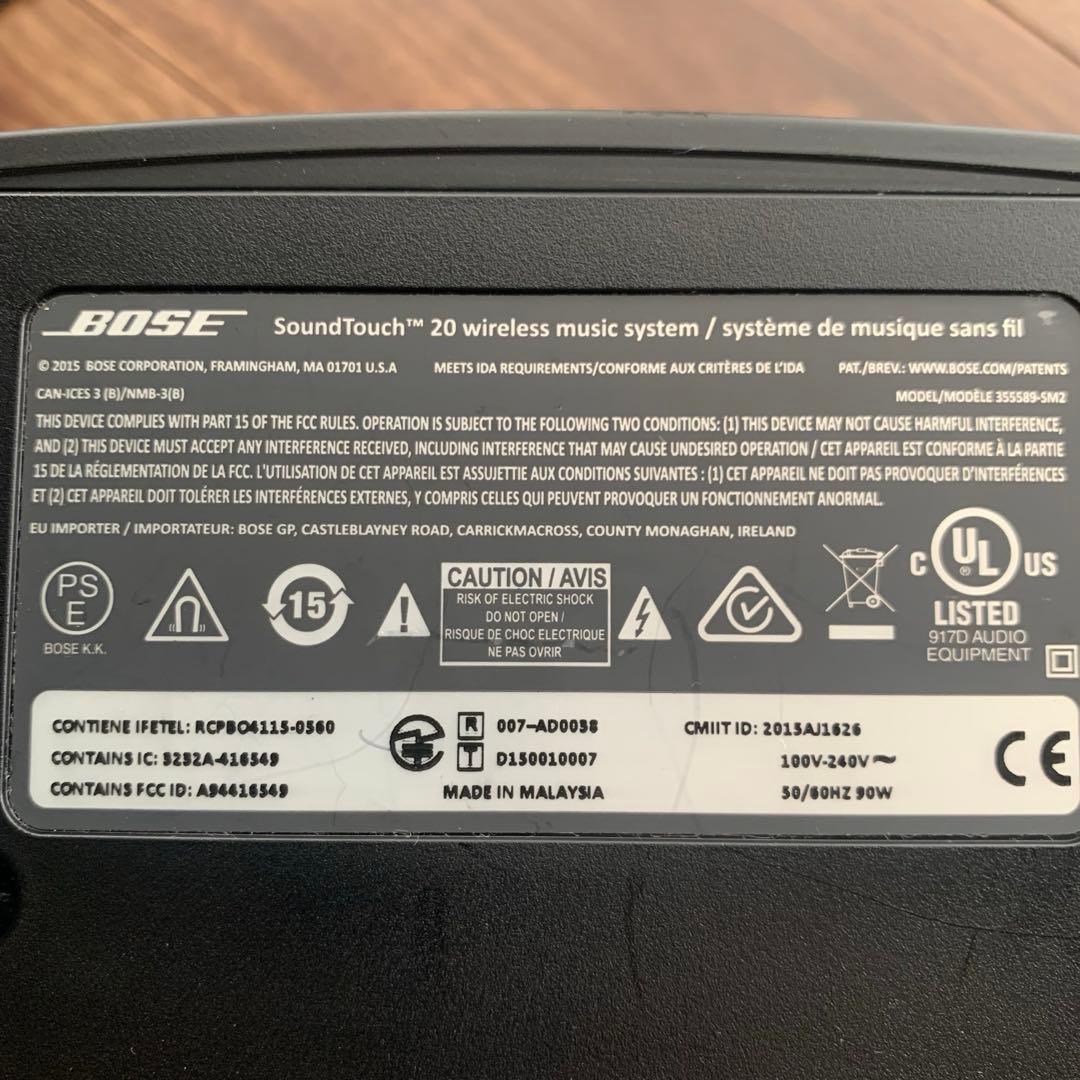 BOSE SoundTouch™ 20 wireless music system / système de musique sans fil
© 2015 BOSE CORPORATION, FRAMINGHAM, MA 01701 U.S.A MEETS IDA REQUIREMENTS/CONFORME AUX CRITÈRES DE L'IDA PAT./BREV.: WWW.BOSE.COM/PATENTS
CAN-ICES 3 (B)/NMB-3(B) MODEL/MODÈLE 355589-SM2
THIS DEVICE COMPLIES WITH PART 15 OF THE FCC RULES. OPERATION IS SUBJECT TO THE FOLLOWING TWO CONDITIONS: (1) THIS DEVICE MAY NOT CAUSE HARMFUL INTERFERENCE,
AND (2) THIS DEVICE MUST ACCEPT ANY INTERFERENCE RECEIVED, INCLUDING INTERFERENCE THAT MAY CAUSE UNDESIRED OPERATION / CET APPAREIL EST CONFORME À LA PARTIE
15 DE LA RÉGLEMENTATION DE LA FCC. L'UTILISATION DE CET APPAREIL EST ASSUJETTIE AUX CONDITIONS SUIVANTES : (1) CET APPAREIL NE DOIT PAS PROVOQUER D'INTERFÉRENCES
ET (2) CET APPAREIL DOIT TOLÉRER LES INTERFÉRENCES EXTERNES, Y COMPRIS CELLES QUI PEUVENT PROVOQUER UN FONCTIONNEMENT ANORMAL.
EU IMPORTER / IMPORTATEUR: BOSE GP, CASTLEBLAYNEY ROAD, CARRICKMACROSS, COUNTY MONAGHAN, IRELAND
PS
E
BOSE K.K.
15
CAUTION / AVIS
RISK OF ELECTRIC SHOCK
DO NOT OPEN /
RISQUE DE CHOC ELECTRIQUE
NE PAS OVRIR
C UL ® US
LISTED
917D AUDIO
EQUIPMENT
CONTIENE IFETEL: RCPBO4115-0560
CONTAINS IC: 3232A-416549
CONTAINS FCC ID: A94416549
R 007-AD0038
T D150010007
MADE IN MALAYSIA
CMIIT ID: 2015AJ1626
100V-240V ~
50/60HZ 90W
CE